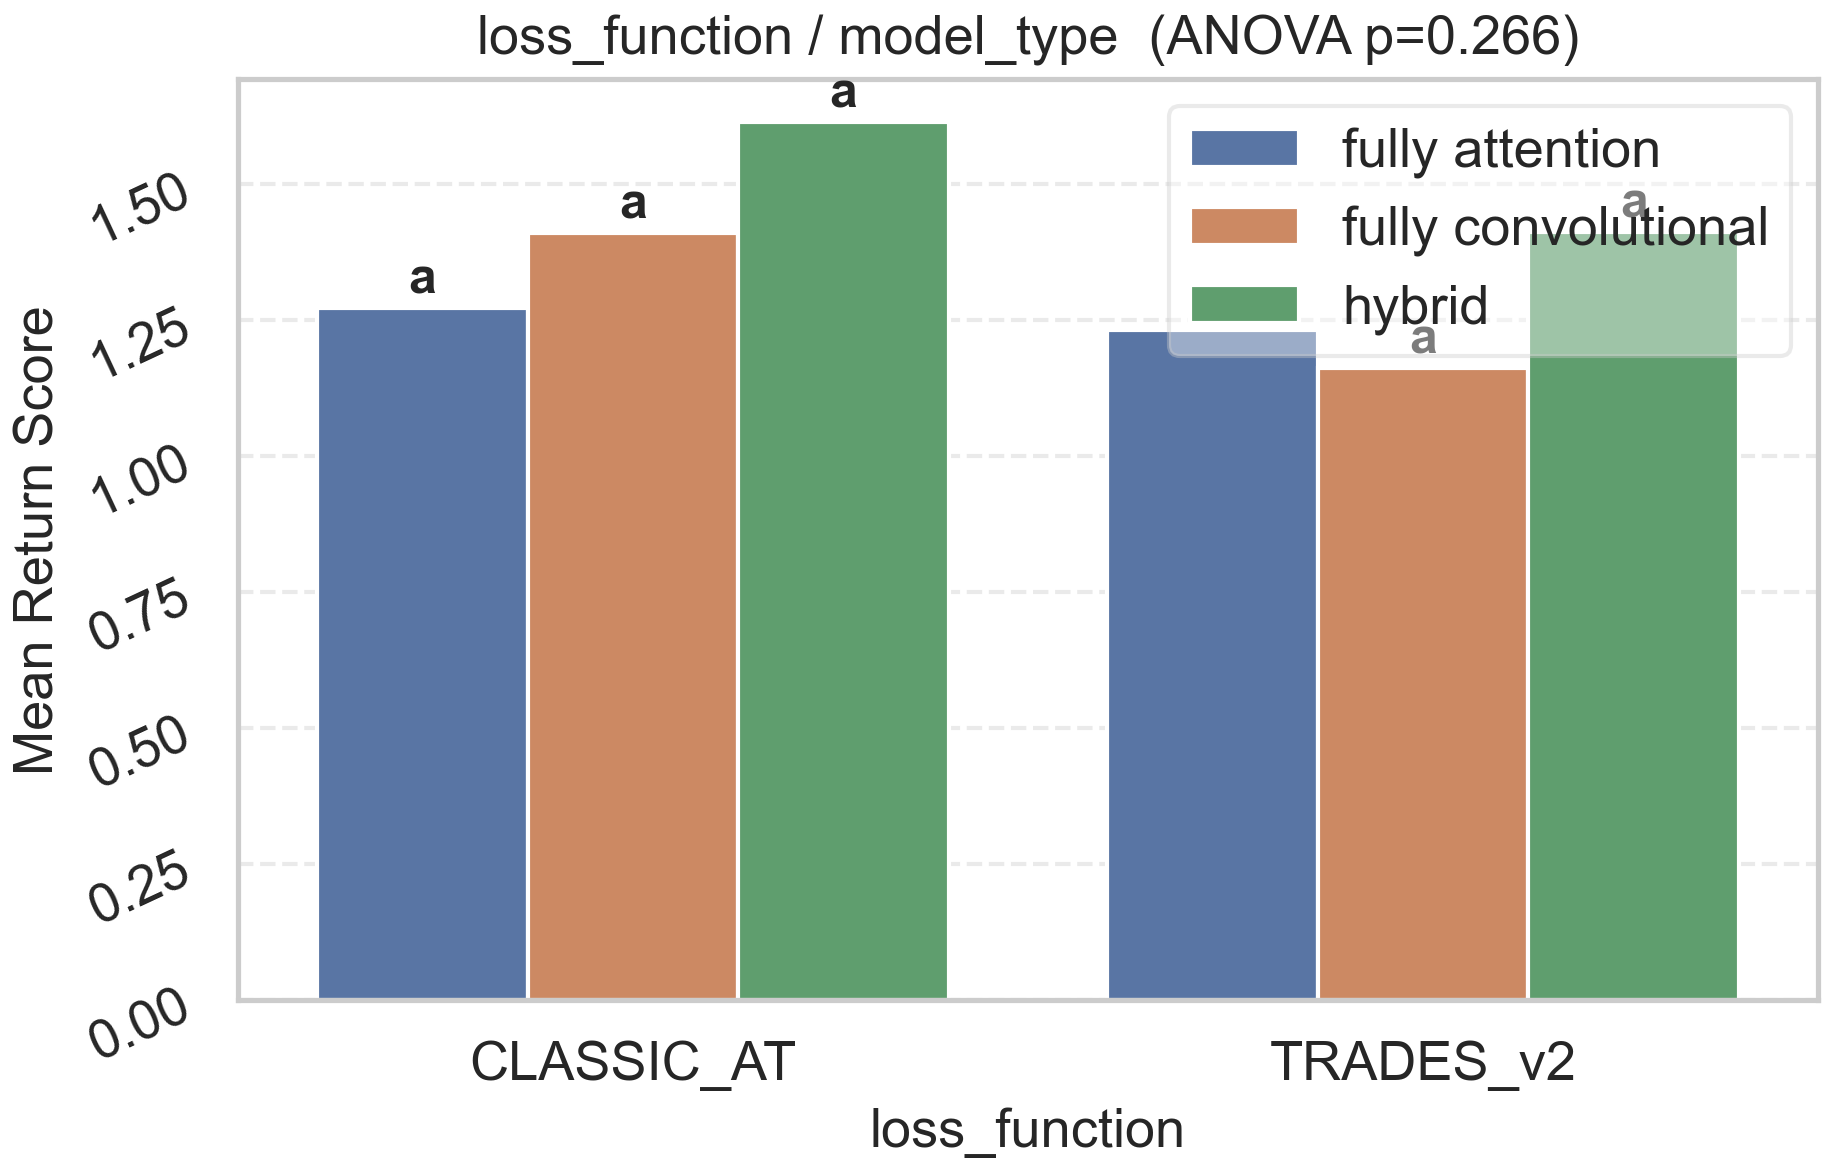 loss_function / model_type (ANOVA p=0.266)
a
a
a
a
a
fully attention
fully convolutional
hybrid
Mean Return Score
1.50
1.25
1.00
0.75
0.50
0.25
0.00
CLASSIC_AT
TRADES_v2
loss_function